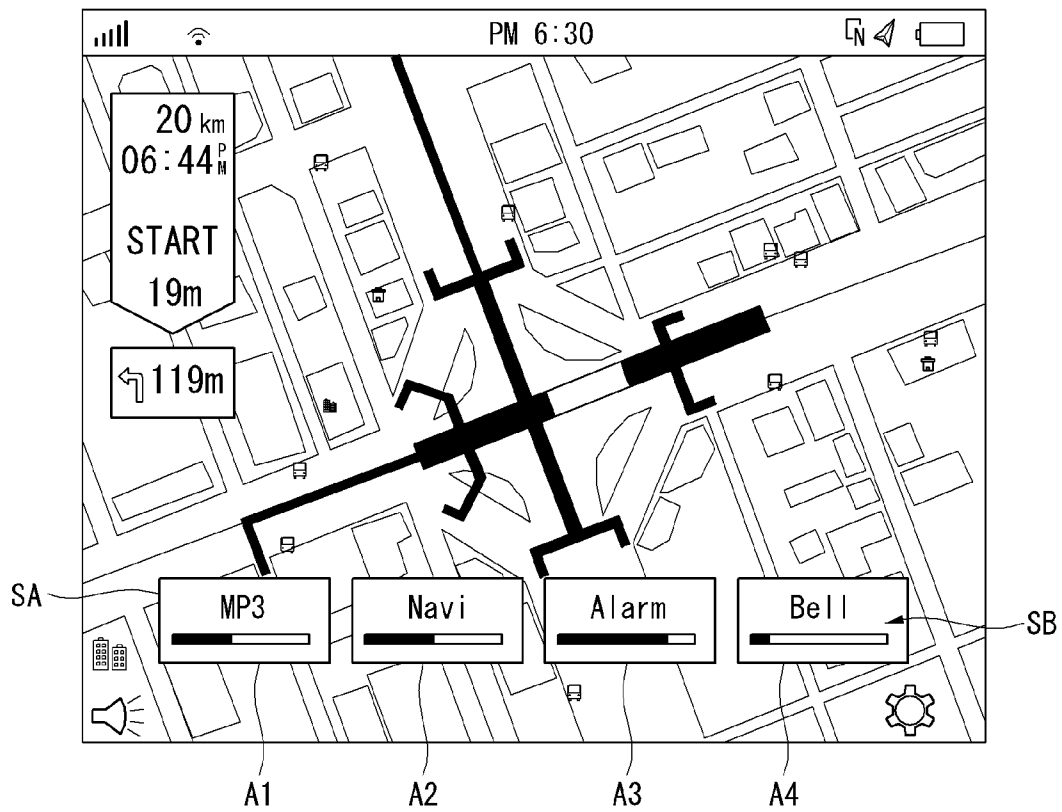 PM 6:30
N
20 km
06:44 PM
START
19m
119m
SA
MP3
Navi
Alarm
Bell
SB
A1
A2
A3
A4